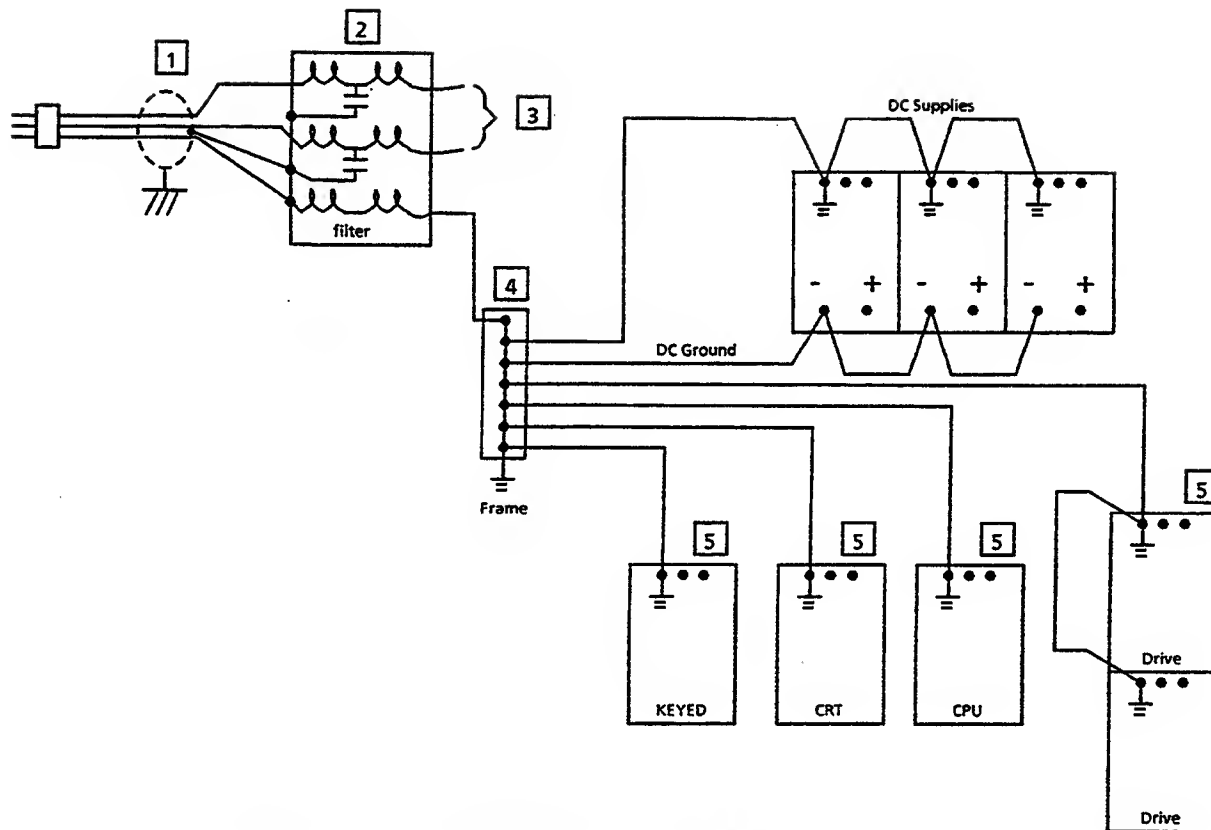 2
1
3
DC Supplies
filter
- + - + - +
4
DC Ground
Frame
5
5 5 5
Drive
KEYED CRT CPU
Drive